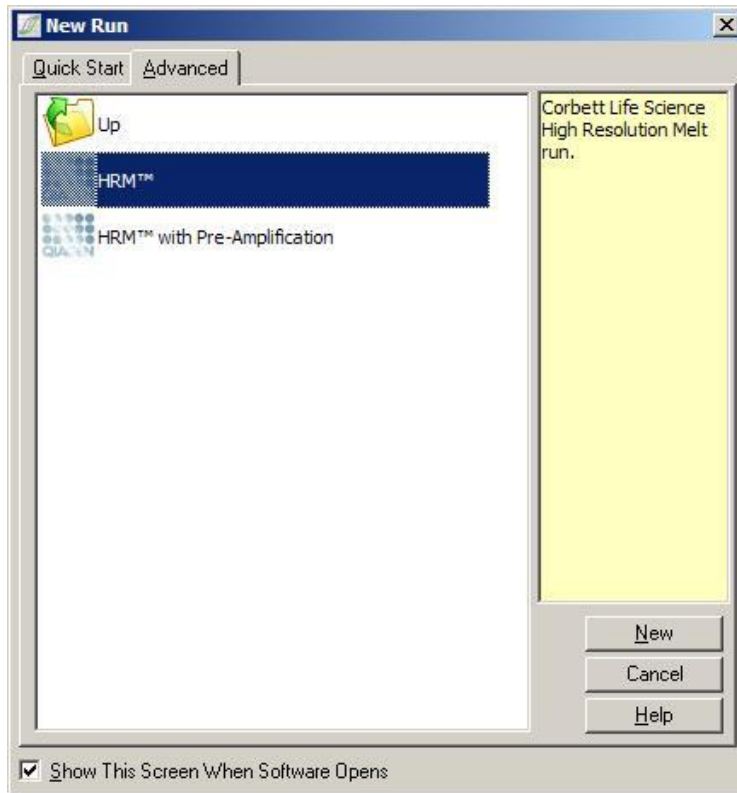 New Run
Quick Start
Advanced
Up
HRM™
HRM™ with Pre-Amplification
QIAGEN
Corbett Life Science
High Resolution Melt
run.
New
Cancel
Help
Show This Screen When Software Opens